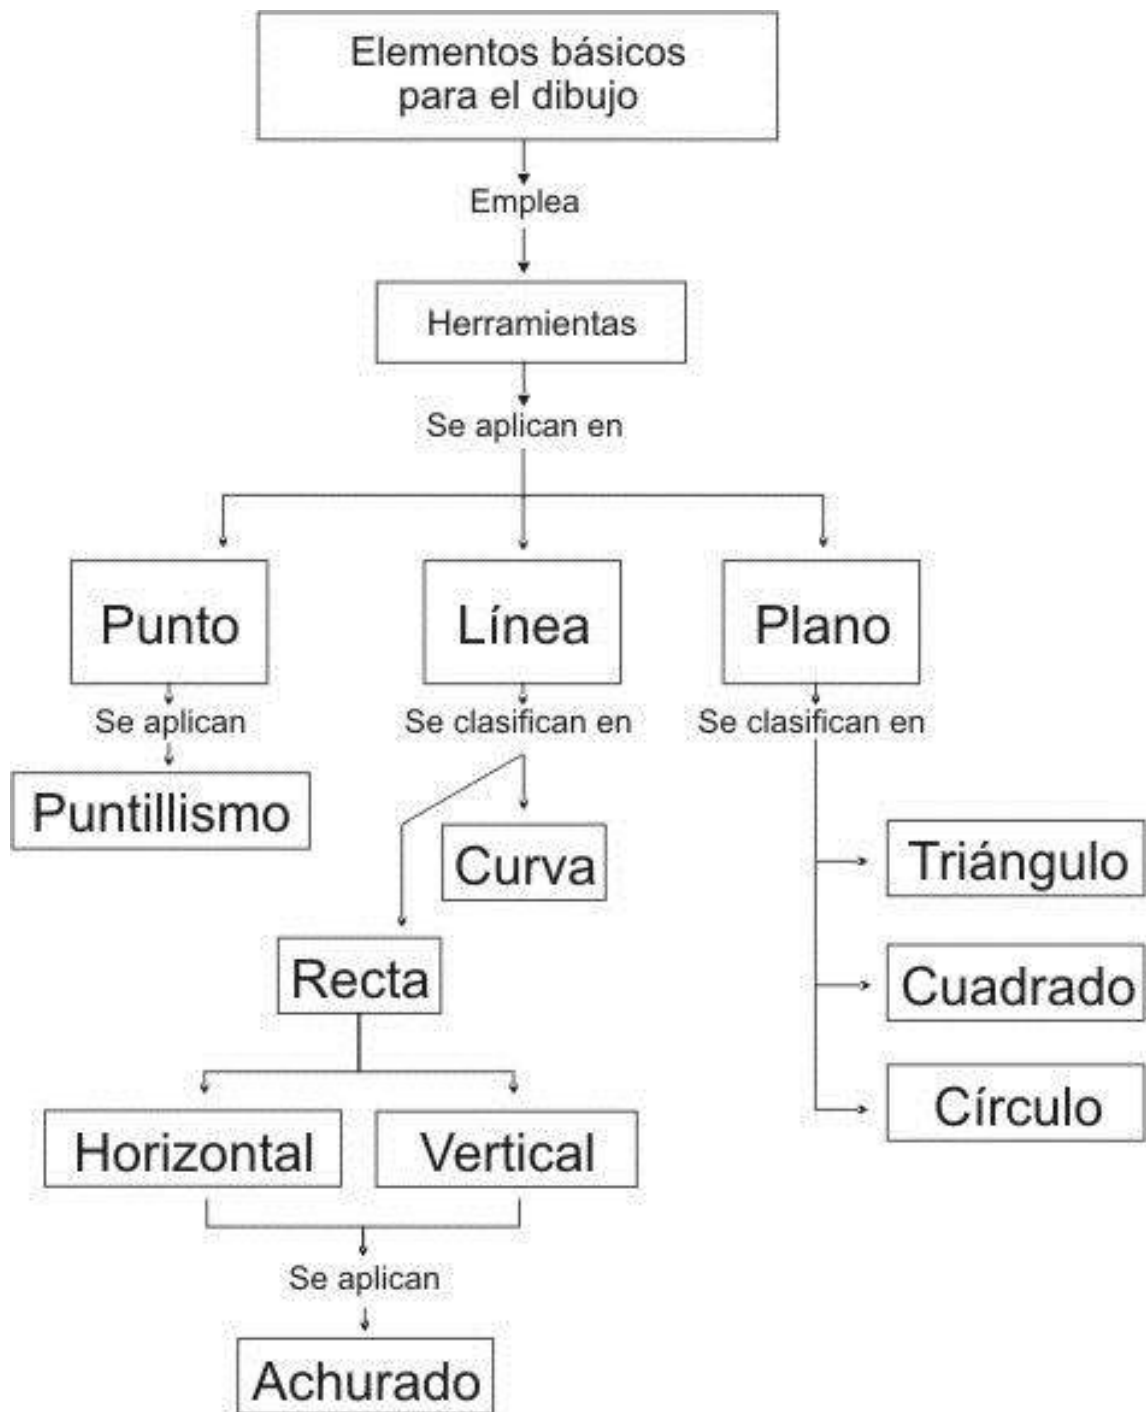 Elementos básicos
para el dibujo
Emplea
Herramientas
Se aplican en
Punto
Línea
Plano
Se aplican
Se clasifican en
Se clasifican en
Puntillismo
Curva
Triángulo
Recta
Cuadrado
Círculo
Horizontal
Vertical
Se aplican
Achurado